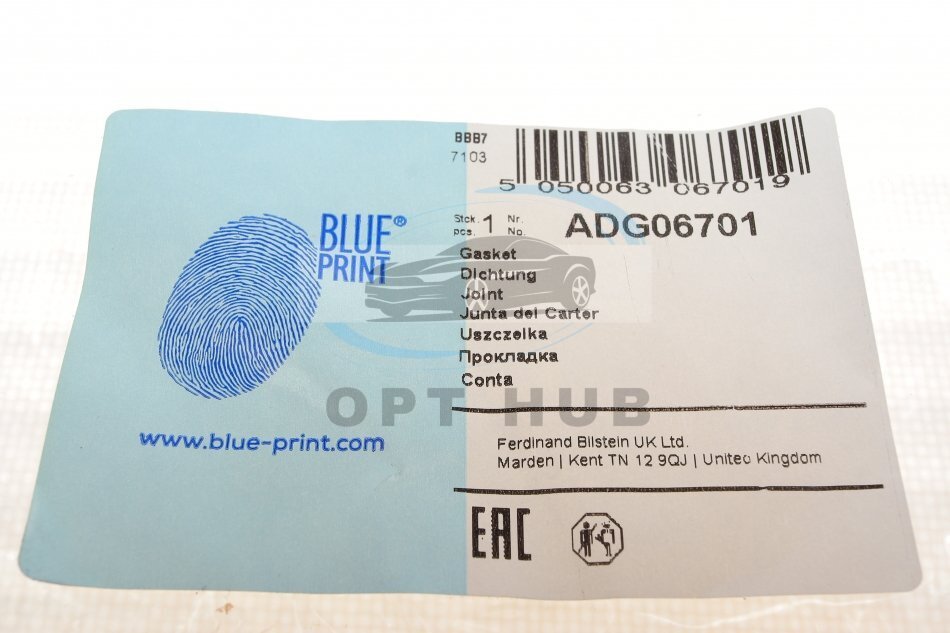 BBB7
7103
5 050063 067019
BLUE®
PRINT
Stck. 1 Nr.
pcs. No.
ADG06701
Gasket
Dichtung
Joint
Junta del Carter
Uszczelka
Прокладка
Conta
OPT HUB
www.blue-print.com
Ferdinand Bilstein UK Ltd.
Marden | Kent TN 12 9QJ | United Kingdom
EAC